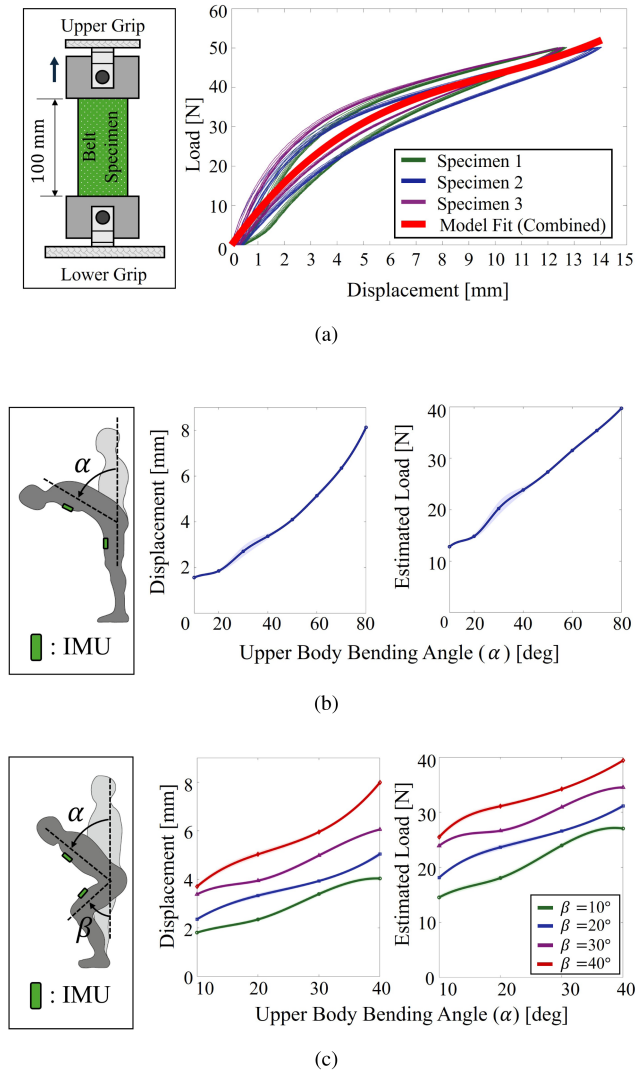 Upper Grip
100 mm
Belt
Specimen
Lower Grip
Load [N]
60
50
40
30
20
10
0
Specimen 1
Specimen 2
Specimen 3
Model Fit (Combined)
0 1 2 3 4 5 6 7 8 9 10 11 12 13 14 15
Displacement [mm]
(a)
α
: IMU
Displacement [mm]
8
6
4
2
0 20 40 60 80
Estimated Load [N]
40
30
20
10
0
0 20 40 60 80
Upper Body Bending Angle (α) [deg]
(b)
α
β
: IMU
Displacement [mm]
8
6
4
2
0
10 20 30 40
Estimated Load [N]
40
30
20
10
0
β =10°
β =20°
β =30°
β =40°
10 20 30 40
Upper Body Bending Angle (α) [deg]
(c)